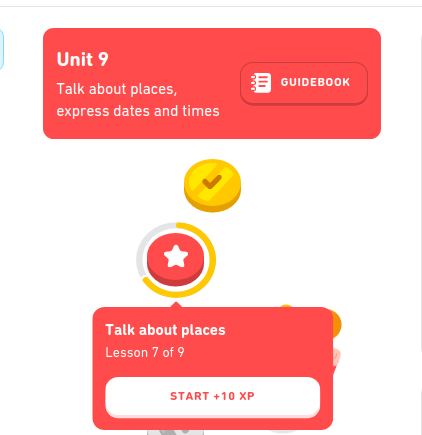 Unit 9
Talk about places,
express dates and times
GUIDEBOOK
Talk about places
Lesson 7 of 9
START +10 XP